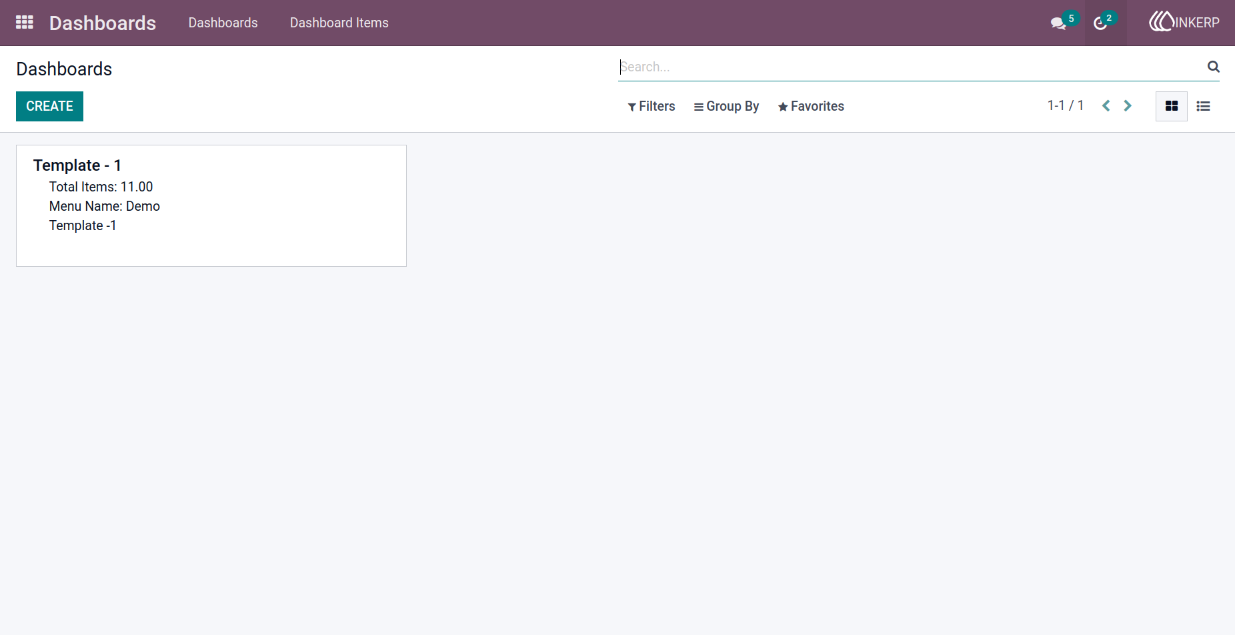 Dashboards Dashboards Dashboard Items 5 2 INKERP
Dashboards Search...
CREATE Filters Group By Favorites 1-1 / 1
Template - 1
Total Items: 11.00
Menu Name: Demo
Template -1